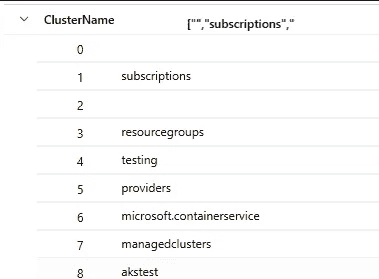 ClusterName ["","subscriptions","
0
1 subscriptions
2
3 resourcegroups
4 testing
5 providers
6 microsoft.containerservice
7 managedclusters
8 akstest